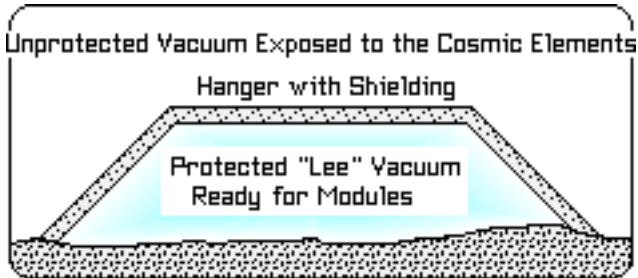 Unprotected Vacuum Exposed to the Cosmic Elements
Hanger with Shielding
Protected "Lee" Vacuum
Ready for Modules